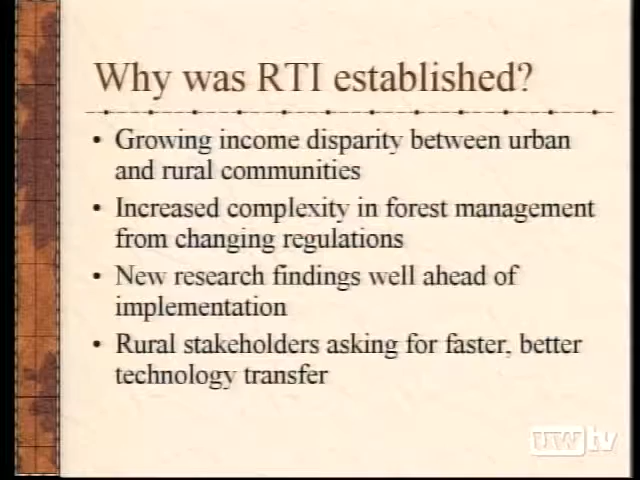 Why was RTI established?
• Growing income disparity between urban
and rural communities
• Increased complexity in forest management
from changing regulations
• New research findings well ahead of
implementation
• Rural stakeholders asking for faster, better
technology transfer
uwtv